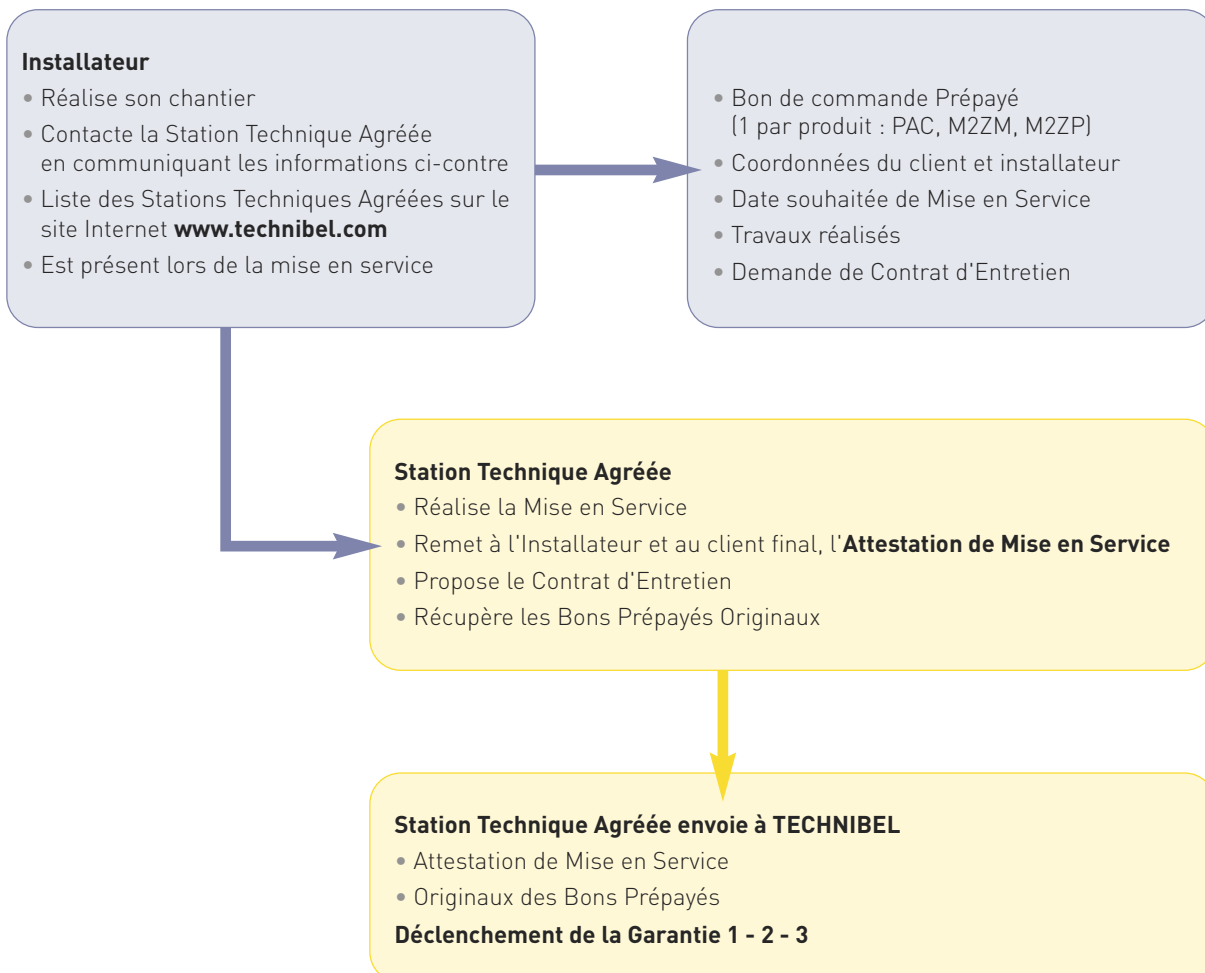 Installateur
• Réalise son chantier
• Contacte la Station Technique Agréée
en communiquant les informations ci-contre
• Liste des Stations Techniques Agréées sur le
site Internet www.technibel.com
• Est présent lors de la mise en service
• Bon de commande Prépayé
(1 par produit : PAC, M2ZM, M2ZP)
• Coordonnées du client et installateur
• Date souhaitée de Mise en Service
• Travaux réalisés
• Demande de Contrat d'Entretien
Station Technique Agréée
• Réalise la Mise en Service
• Remet à l'Installateur et au client final, l'Attestation de Mise en Service
• Propose le Contrat d'Entretien
• Récupère les Bons Prépayés Originaux
Station Technique Agréée envoie à TECHNIBEL
• Attestation de Mise en Service
• Originaux des Bons Prépayés
Déclenchement de la Garantie 1 - 2 - 3